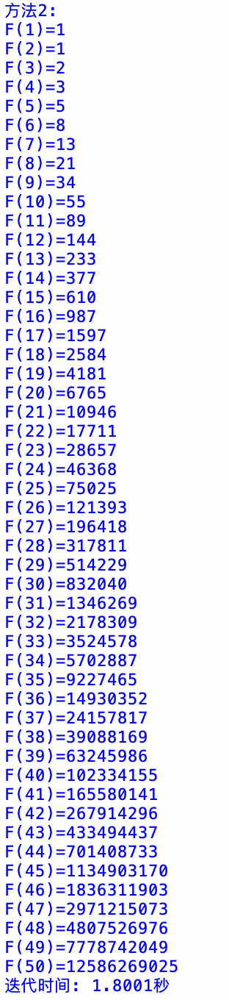 方法2:
F(1)=1
F(2)=1
F(3)=2
F(4)=3
F(5)=5
F(6)=8
F(7)=13
F(8)=21
F(9)=34
F(10)=55
F(11)=89
F(12)=144
F(13)=233
F(14)=377
F(15)=610
F(16)=987
F(17)=1597
F(18)=2584
F(19)=4181
F(20)=6765
F(21)=10946
F(22)=17711
F(23)=28657
F(24)=46368
F(25)=75025
F(26)=121393
F(27)=196418
F(28)=317811
F(29)=514229
F(30)=832040
F(31)=1346269
F(32)=2178309
F(33)=3524578
F(34)=5702887
F(35)=9227465
F(36)=14930352
F(37)=24157817
F(38)=39088169
F(39)=63245986
F(40)=102334155
F(41)=165580141
F(42)=267914296
F(43)=433494437
F(44)=701408733
F(45)=1134903170
F(46)=1836311903
F(47)=2971215073
F(48)=4807526976
F(49)=7778742049
F(50)=12586269025
迭代时间: 1.8001秒